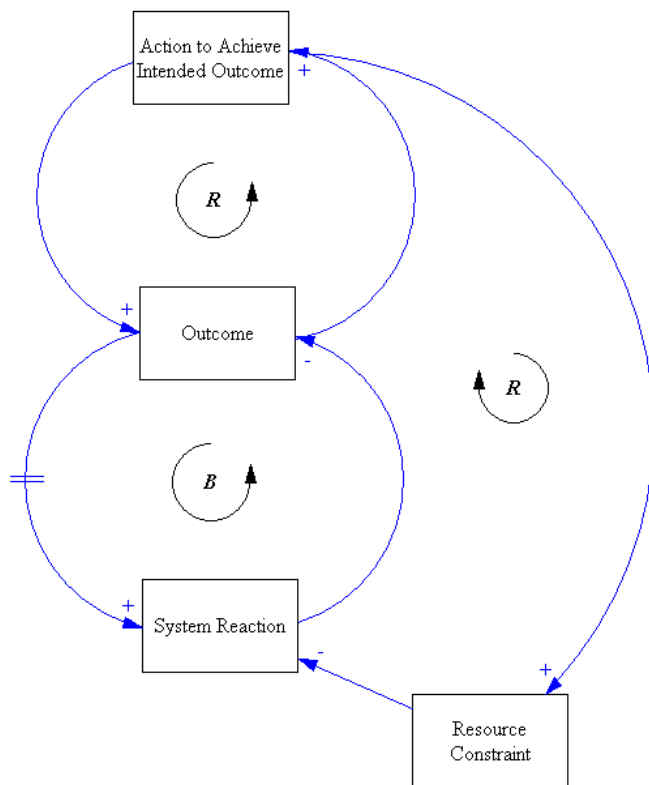 Action to Achieve
Intended Outcome
+
R
+
Outcome
-
R
B
+
System Reaction
-
+
Resource
Constraint